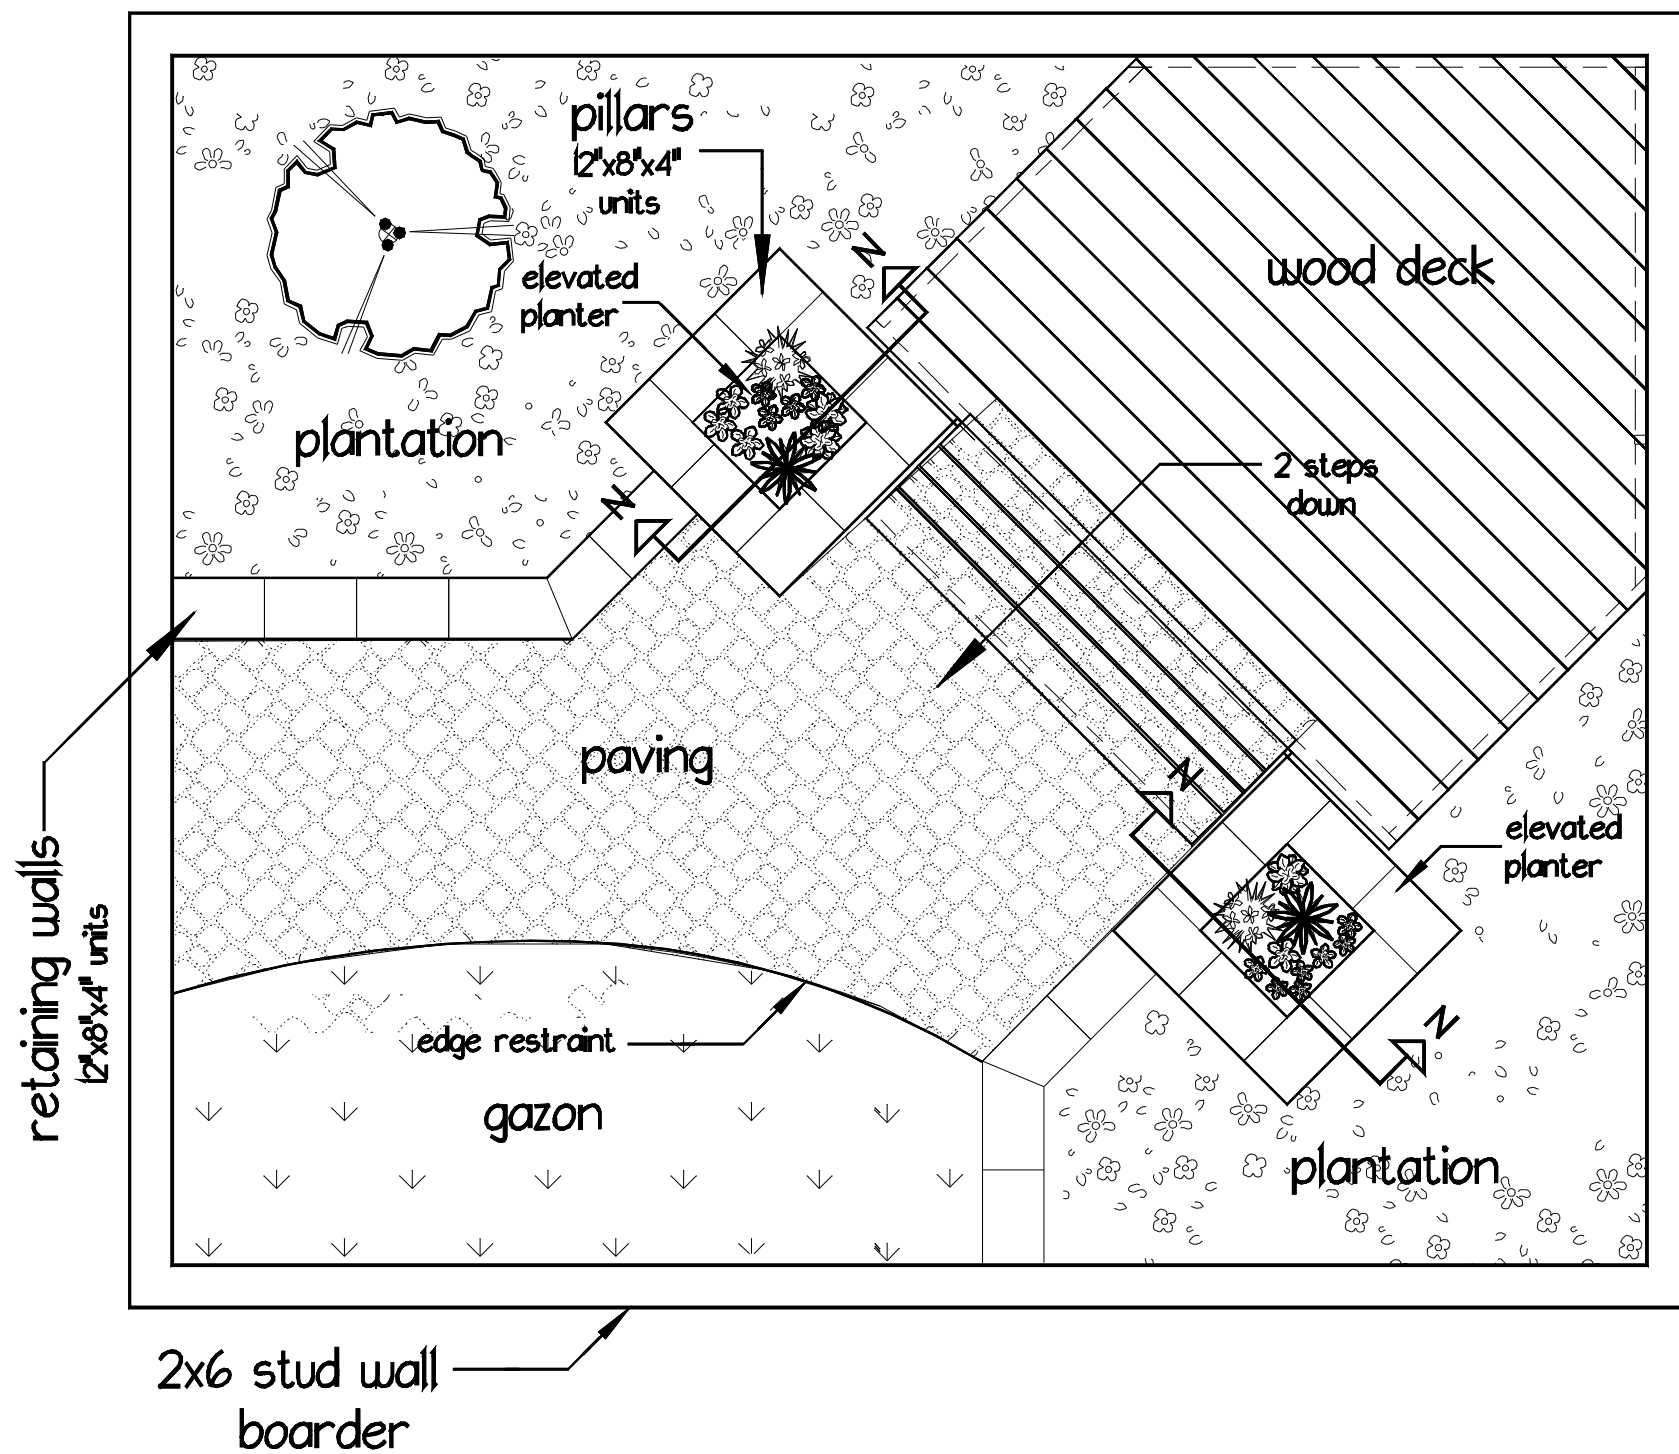 pillars
12"x8"x4"
units
elevated
planter
N
wood deck
plantation
2 steps
down
N
paving
N
elevated
planter
retaining walls
12"x8"x4" units
edge restraint
N
gazon
plantation
2x6 stud wall
boarder